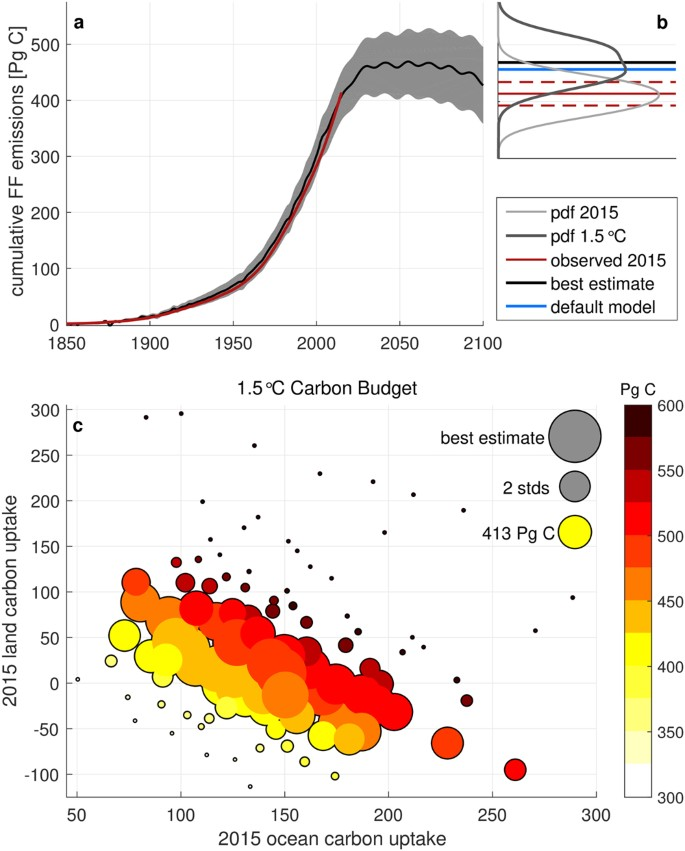 a
b
cumulative FF emissions [Pg C]
500
400
300
200
100
0
1850
1900
1950
2000
2050
2100
pdf 2015
pdf 1.5 °C
observed 2015
best estimate
default model
1.5 °C Carbon Budget
Pg C
c
300
250
200
150
100
50
0
-50
-100
2015 land carbon uptake
best estimate
2 stds
413 Pg C
600
550
500
450
400
350
300
50
100
150
200
250
300
2015 ocean carbon uptake